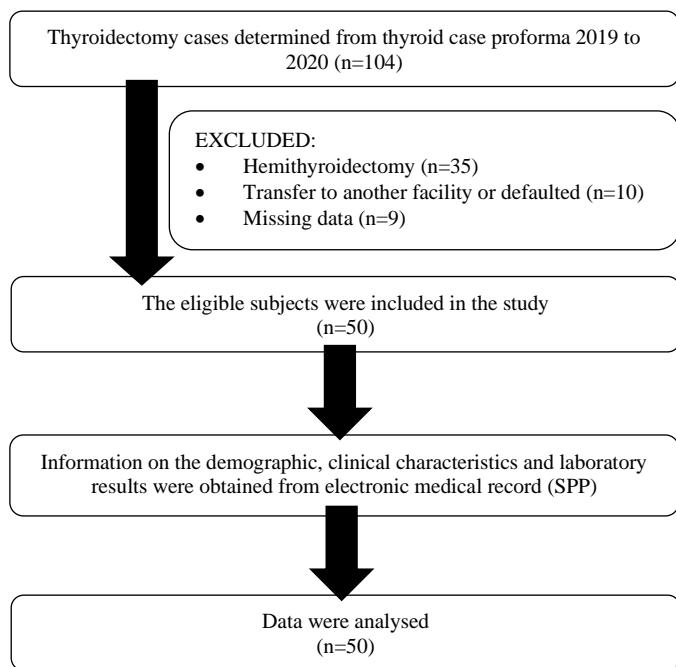 Thyroidectomy cases determined from thyroid case proforma 2019 to
2020 (n=104)
EXCLUDED:
• Hemithyroidectomy (n=35)
• Transfer to another facility or defaulted (n=10)
• Missing data (n=9)
The eligible subjects were included in the study
(n=50)
Information on the demographic, clinical characteristics and laboratory
results were obtained from electronic medical record (SPP)
Data were analysed
(n=50)